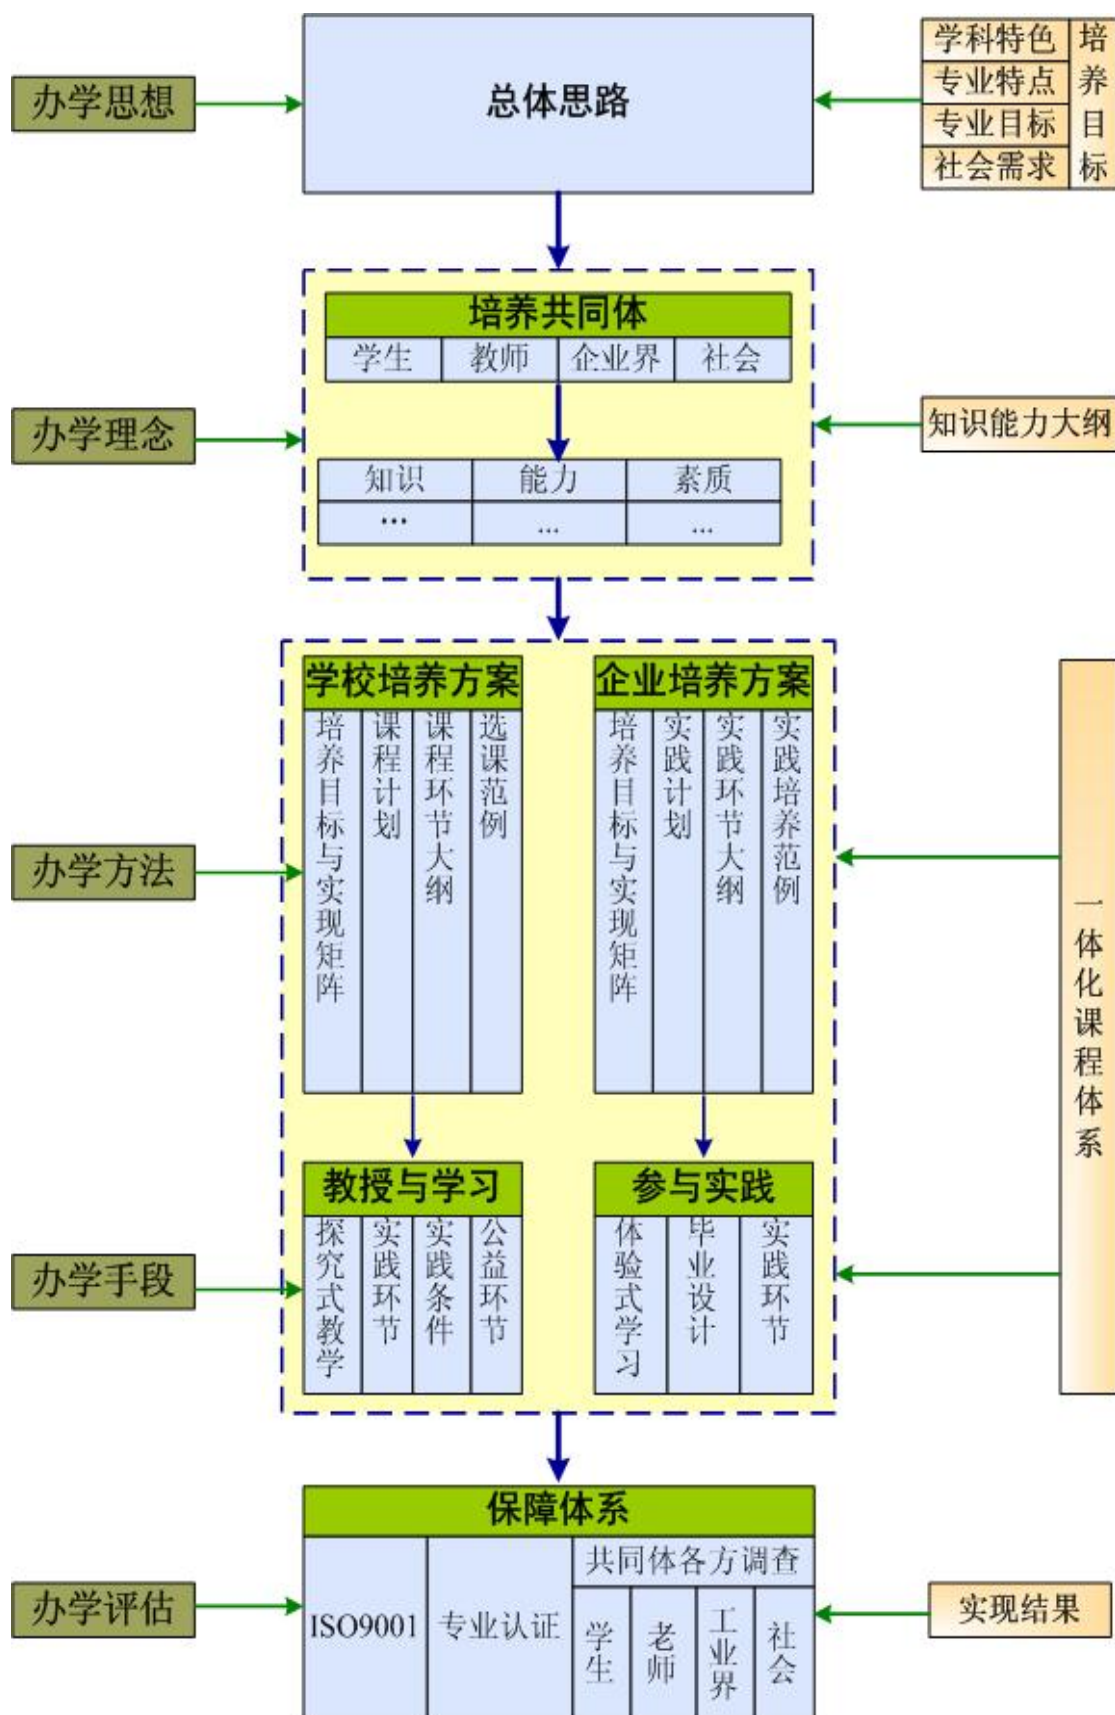 办学思想
总体思路
学科特色
专业特点
专业目标
社会需求
培养目标
培养共同体
学生 教师 企业界 社会
办学理念
知识能力大纲
知识 能力 素质
... ... ...
学校培养方案
培养目标与实现矩阵
课程计划
课程环节大纲
选课范例
企业培养方案
培养目标与实现矩阵
实践计划
实践环节大纲
实践培养范例
办学方法
一体化课程体系
教授与学习
探究式教学
实践环节
实践条件
公益环节
参与实践
体验式学习
毕业设计
实践环节
办学手段
保障体系
办学评估
ISO9001
专业认证
共同体各方调查
学生
老师
工业界
社会
实现结果